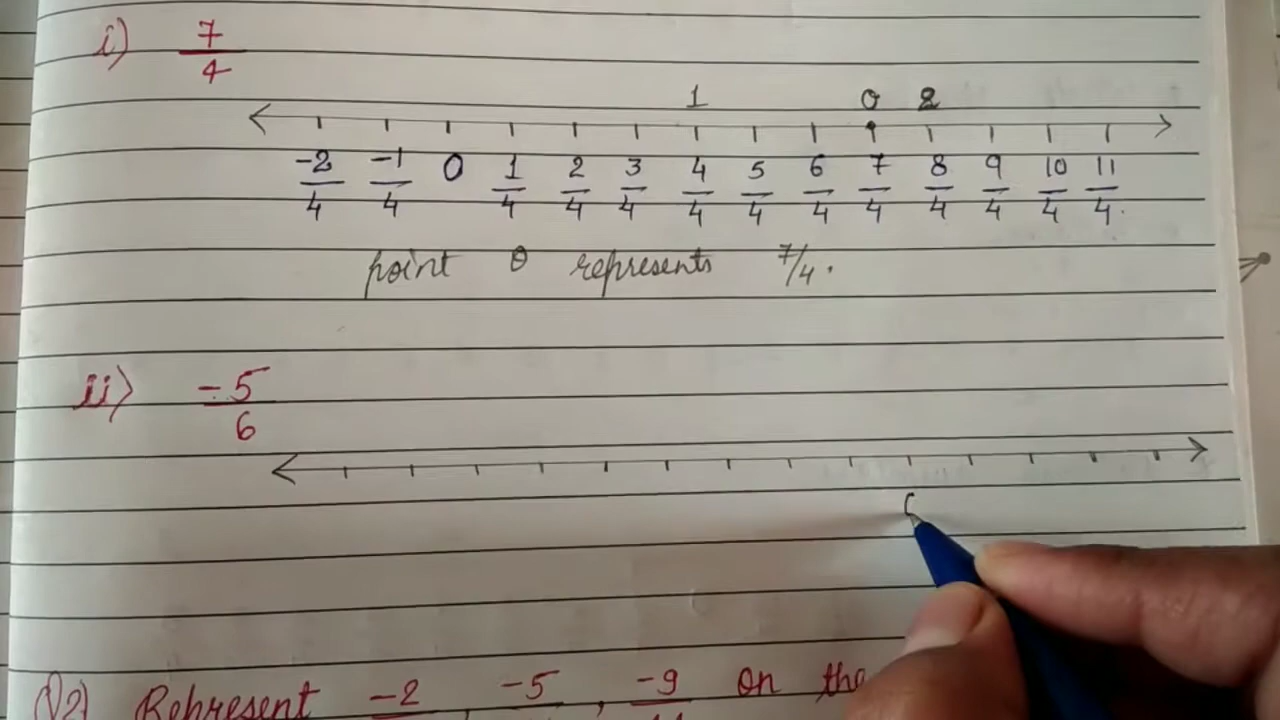 i) 7/4
1 0 2
-2/4 -1/4 0 1/4 2/4 3/4 4/4 5/4 6/4 7/4 8/4 9/4 10/4 11/4.
point 0 represents 7/4.
ii) -5/6
Q2) Represent -2 , -5 , -9 on the